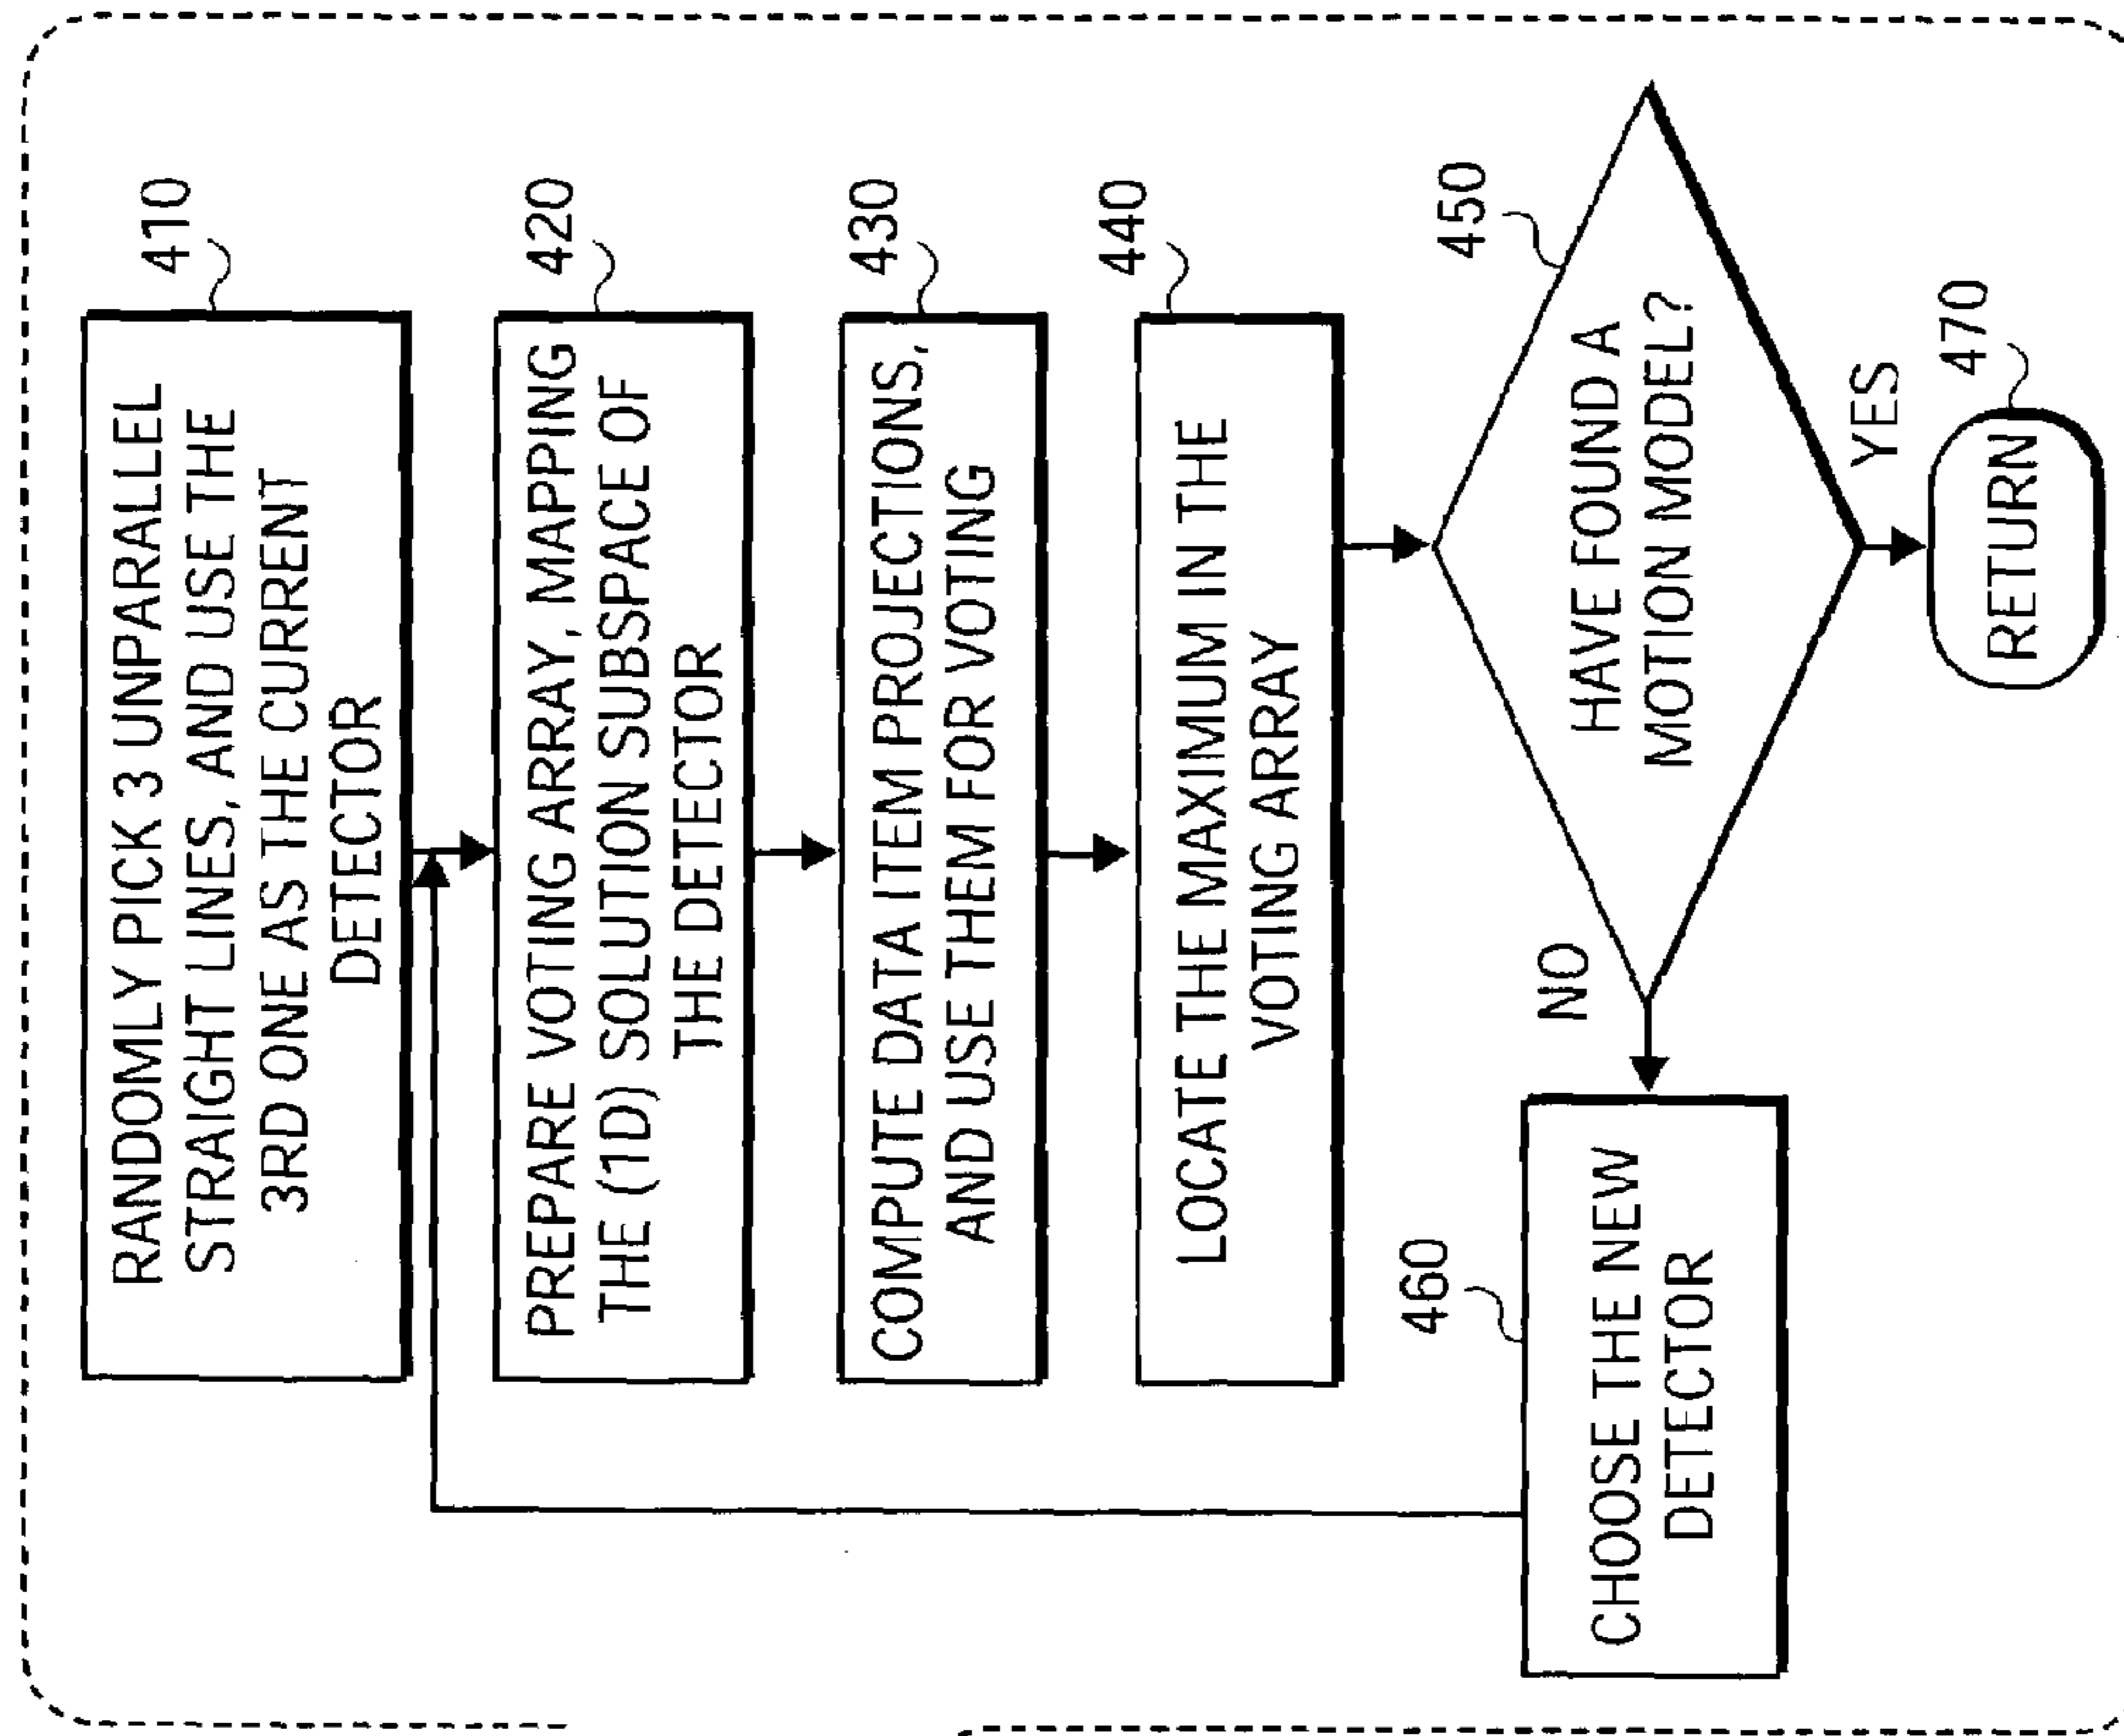 410
RANDOMLY PICK 3 UNPARALLEL
STRAIGHT LINES, AND USE THE
3RD ONE AS THE CURRENT
DETECTOR
420
PREPARE VOTING ARRAY, MAPPING
THE (1D) SOLUTION SUBSPACE OF
THE DETECTOR
430
COMPUTE DATA ITEM PROJECTIONS,
AND USE THEM FOR VOTING
440
LOCATE THE MAXIMUM IN THE
VOTING ARRAY
450
HAVE FOUND A
MOTION MODEL?
NO
YES
460
CHOOSE THE NEW
DETECTOR
470
RETURN